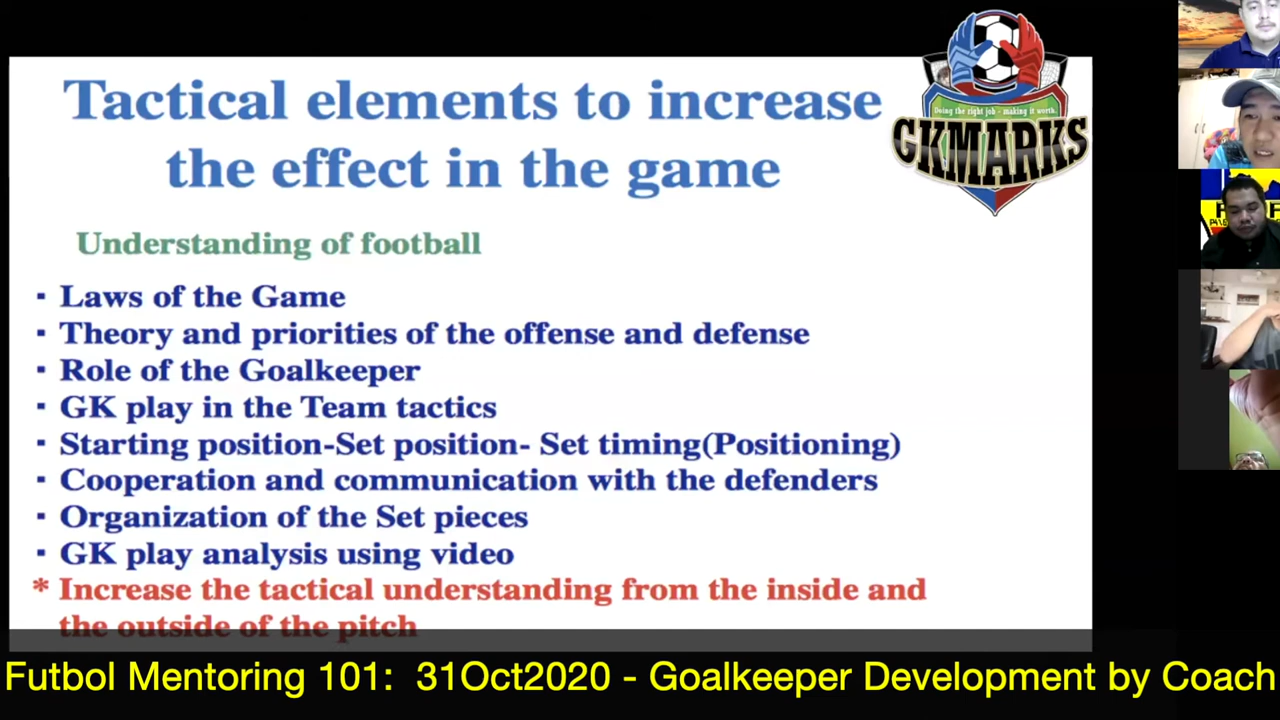 Tactical elements to increase
the effect in the game
Doing the right job - making it worth.
GKMARKS
Understanding of football
▪ Laws of the Game
▪ Theory and priorities of the offense and defense
▪ Role of the Goalkeeper
▪ GK play in the Team tactics
▪ Starting position-Set position- Set timing(Positioning)
▪ Cooperation and communication with the defenders
▪ Organization of the Set pieces
▪ GK play analysis using video
* Increase the tactical understanding from the inside and
the outside of the pitch
Futbol Mentoring 101: 31Oct2020 - Goalkeeper Development by Coach